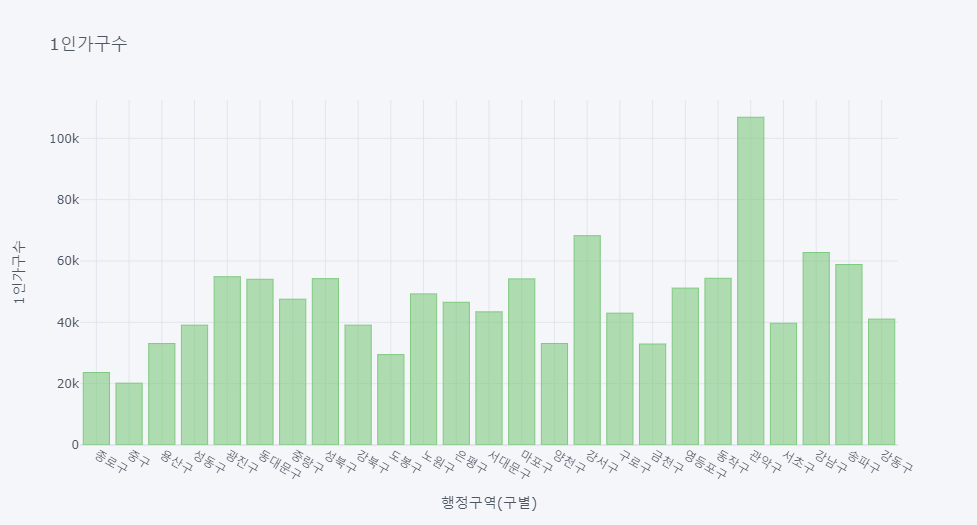 1인가구수
100k
80k
60k
40k
20k
0
1인가구수
종로구
중구
용산구
성동구
광진구
동대문구
중랑구
성북구
강북구
도봉구
노원구
은평구
서대문구
마포구
양천구
강서구
구로구
금천구
영등포구
동작구
관악구
서초구
강남구
송파구
강동구
행정구역(구별)